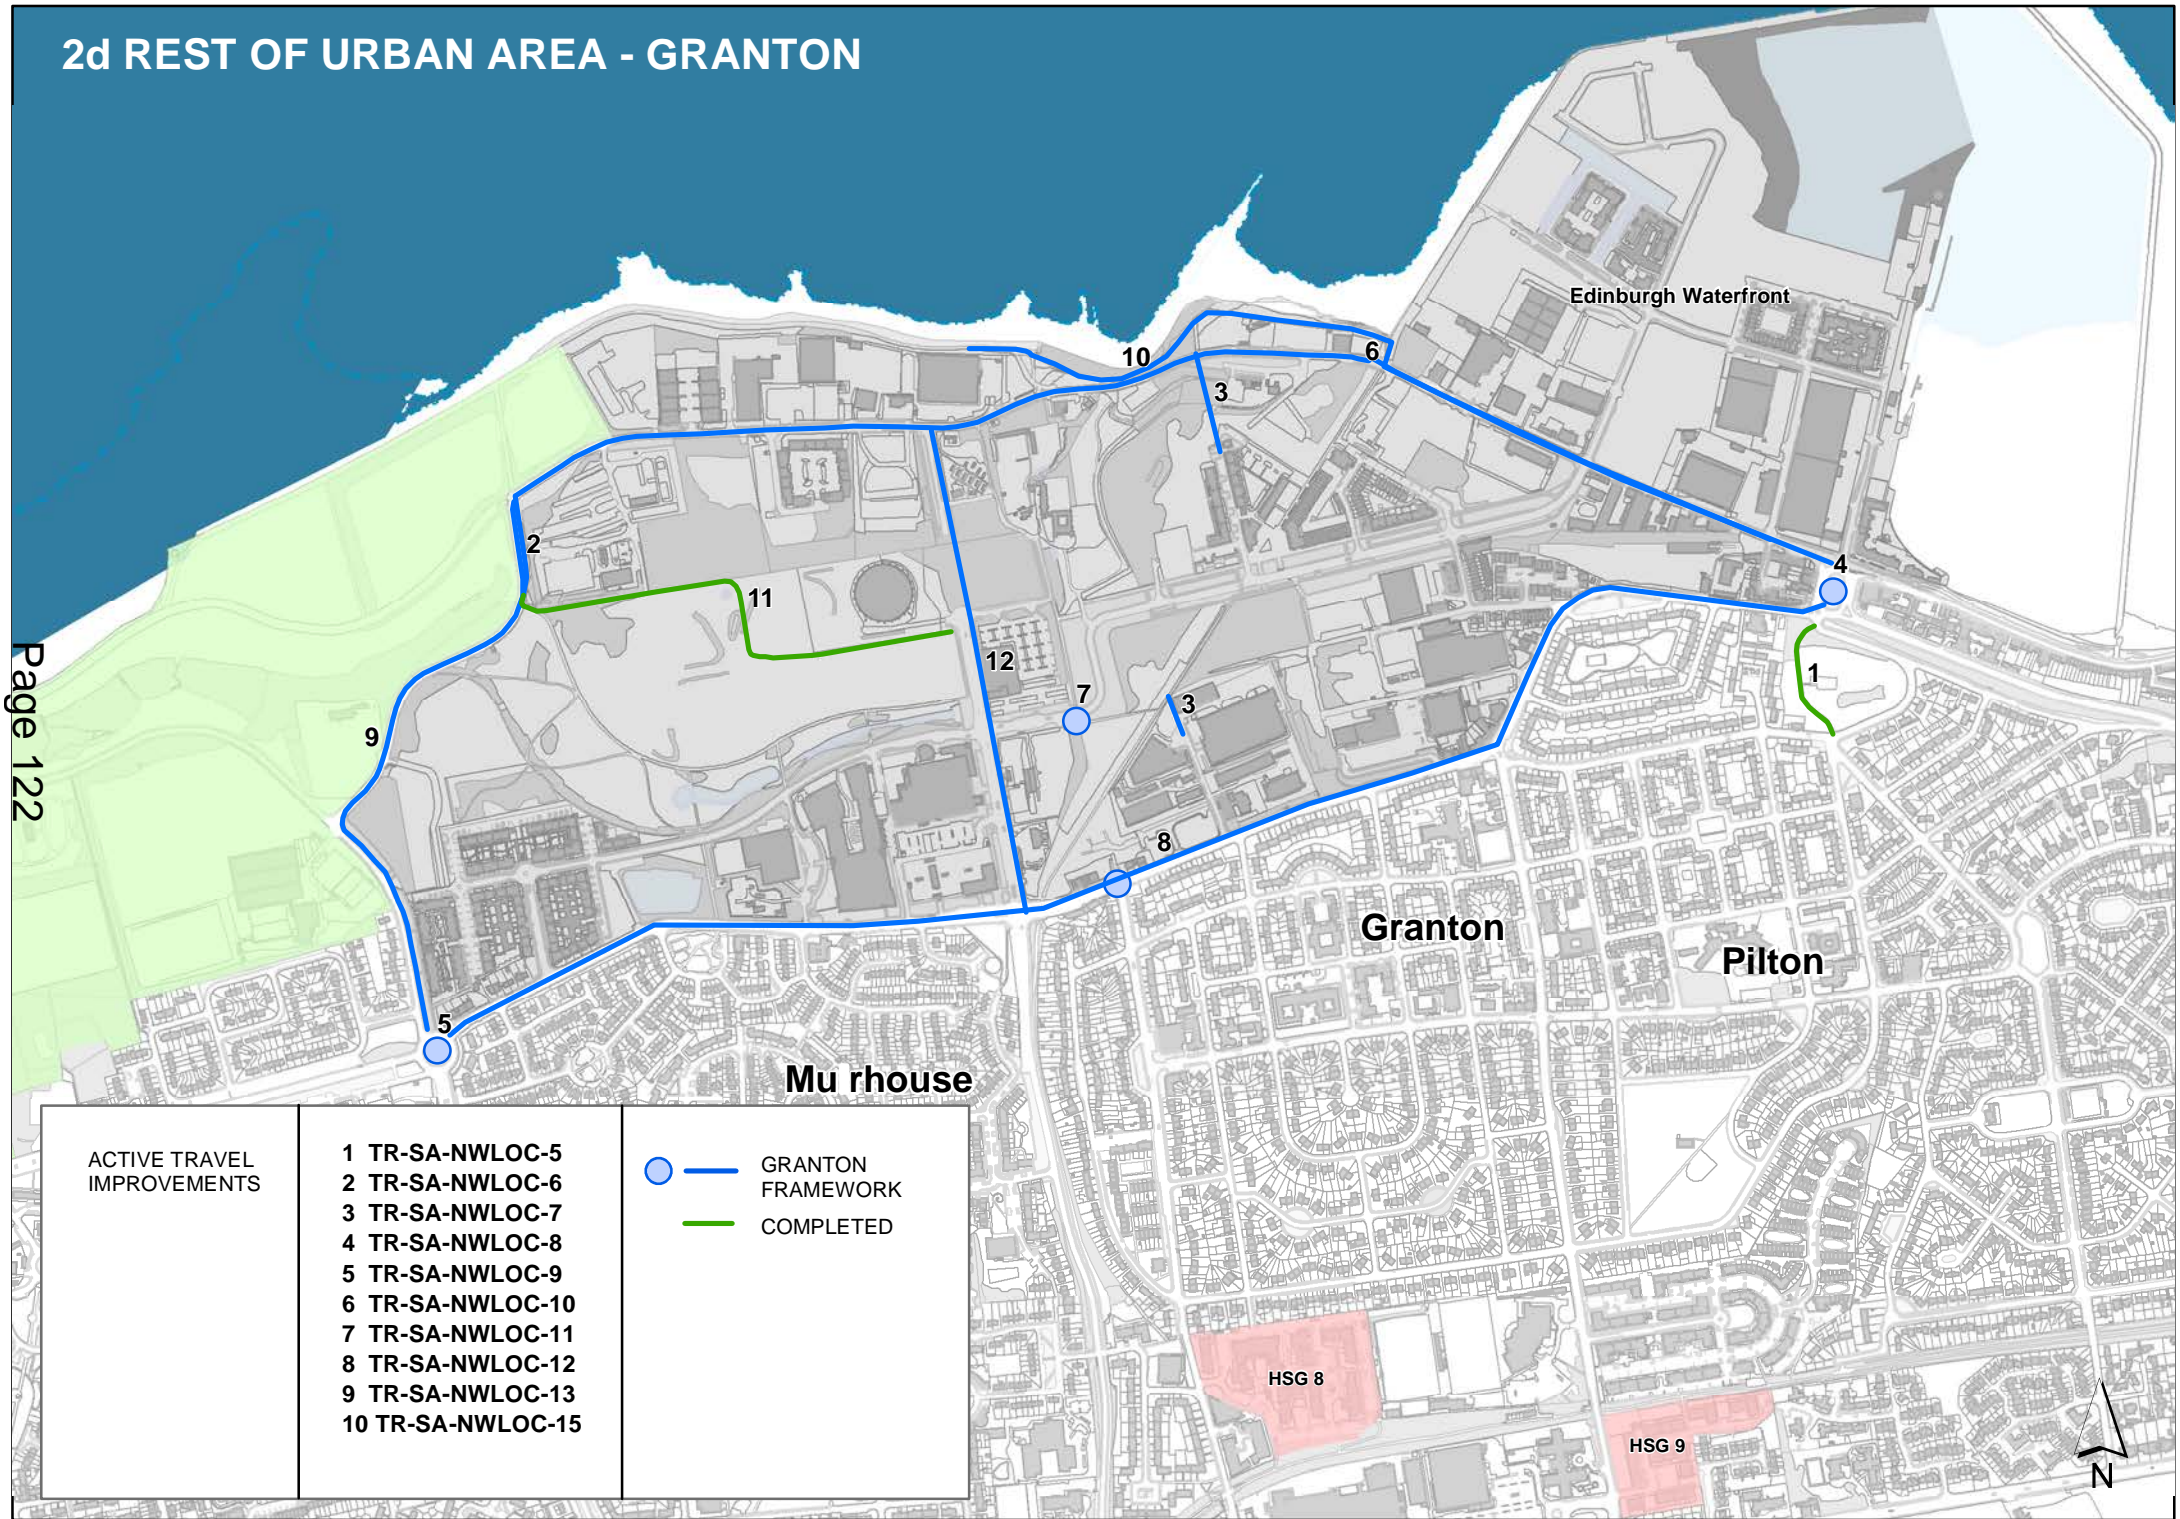 2d REST OF URBAN AREA - GRANTON
Edinburgh Waterfront
10
6
3
2
4
11
12
1
7
3
9
8
Granton
Pilton
5
Mu rhouse
Page 122
ACTIVE TRAVEL
IMPROVEMENTS
1 TR-SA-NWLOC-5
2 TR-SA-NWLOC-6
3 TR-SA-NWLOC-7
4 TR-SA-NWLOC-8
5 TR-SA-NWLOC-9
6 TR-SA-NWLOC-10
7 TR-SA-NWLOC-11
8 TR-SA-NWLOC-12
9 TR-SA-NWLOC-13
10 TR-SA-NWLOC-15
GRANTON
FRAMEWORK
COMPLETED
HSG 8
HSG 9
N